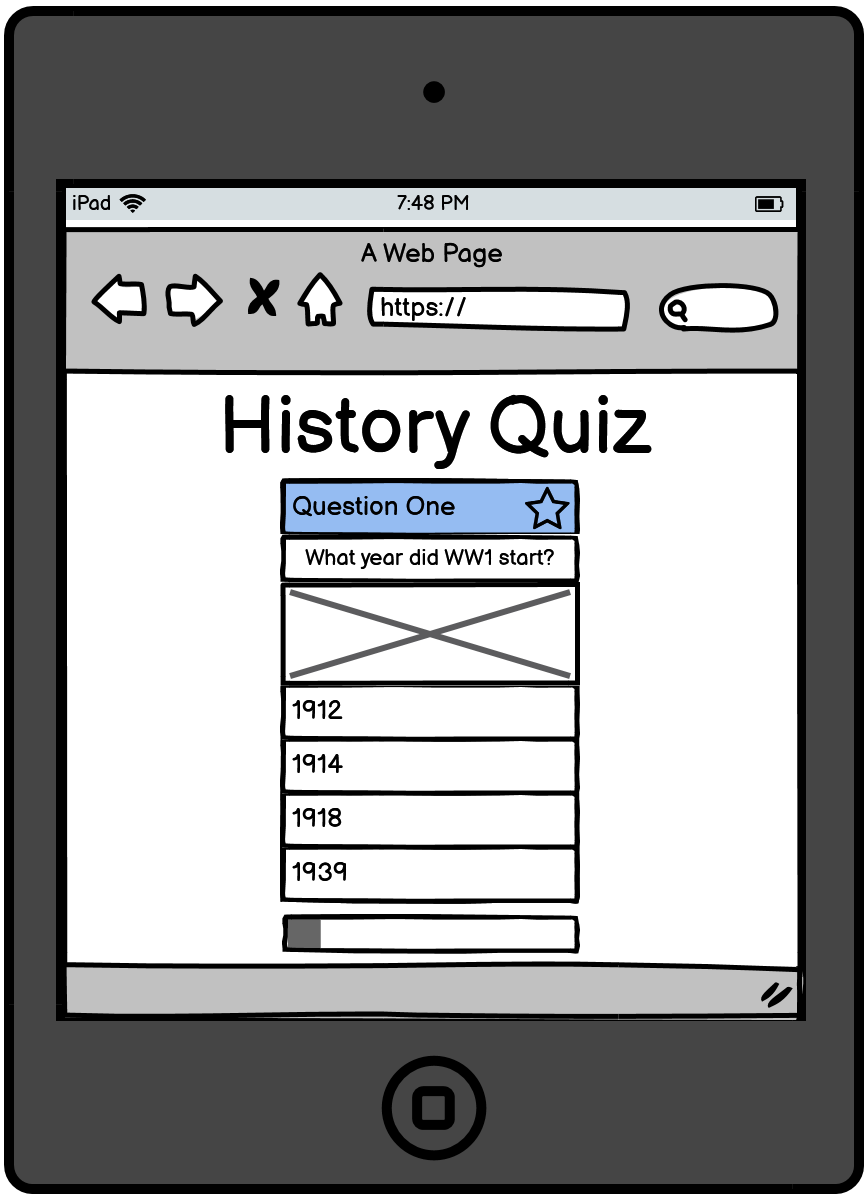 iPad 7:48 PM
A Web Page
https://
History Quiz
Question One
What year did WW1 start?
1912
1914
1918
1939